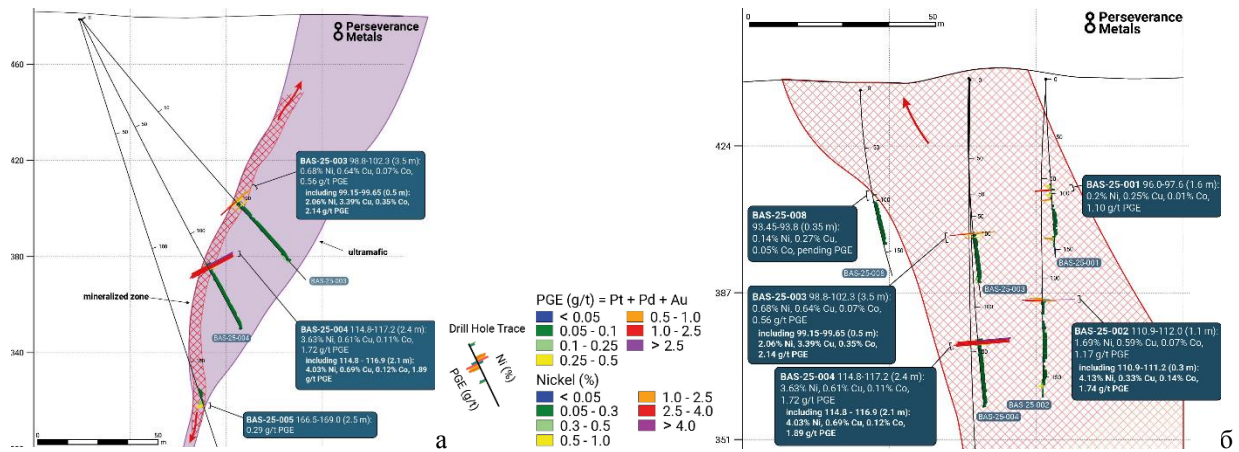 Perseverance
Metals
460
420
380
340
0
50
50
50
100
100
BAS-25-003 98.8-102.3 (3.5 m):
0.68% Ni, 0.64% Cu, 0.07% Co,
0.56 g/t PGE
including 99.15-99.65 (0.5 m)
2.06% Ni, 3.39% Cu, 0.35% Co,
2.14 g/t PGE
ultramafic
BAS-25-003
mineralized zone
BAS-25-004
BAS-25-004 114.8-117.2 (2.4 m):
3.63% Ni, 0.61% Cu, 0.11% Co,
1.72 g/t PGE
including 114.8 - 116.9 (2.1 m)
4.03% Ni, 0.69% Cu, 0.12% Co, 1.89
g/t PGE
BAS-25-005 166.5-169.0 (2.5 m):
0.29 g/t PGE
0
50
m
а
Drill Hole Trace
Ni (%)
PGE (g/t)
PGE (g/t) = Pt + Pd + Au
< 0.05
0.05 - 0.1
0.1 - 0.25
0.25 - 0.5
0.5 - 1.0
1.0 - 2.5
> 2.5
Nickel (%)
< 0.05
0.05 - 0.3
0.3 - 0.5
0.5 - 1.0
1.0 - 2.5
2.5 - 4.0
> 4.0
0
50
m
Perseverance
Metals
424
387
351
BAS-25-001 96.0-97.6 (1.6 m):
0.2% Ni, 0.25% Cu, 0.01% Co,
1.10 g/t PGE
BAS-25-008
93.45-93.8 (0.35 m)
0.14% Ni, 0.27% Cu,
0.05% Co, pending PGE
BAS-25-001
BAS-25-008
BAS-25-003
BAS-25-003 98.8-102.3 (3.5 m):
0.68% Ni, 0.64% Cu, 0.07% Co,
0.56 g/t PGE
including 99.15-99.65 (0.5 m)
2.06% Ni, 3.39% Cu, 0.35% Co,
2.14 g/t PGE
BAS-25-002 110.9-112.0 (1.1 m):
1.69% Ni, 0.59% Cu, 0.07% Co,
1.17 g/t PGE
including 110.9-111.2 (0.3 m)
4.13% Ni, 0.33% Cu, 0.14% Co,
1.74 g/t PGE
BAS-25-004 114.8-117.2 (2.4 m):
3.63% Ni, 0.61% Cu, 0.11% Co,
1.72 g/t PGE
including 114.8 - 116.9 (2.1 m)
4.03% Ni, 0.69% Cu, 0.12% Co,
1.89 g/t PGE
BAS-25-004
BAS-25-002
б